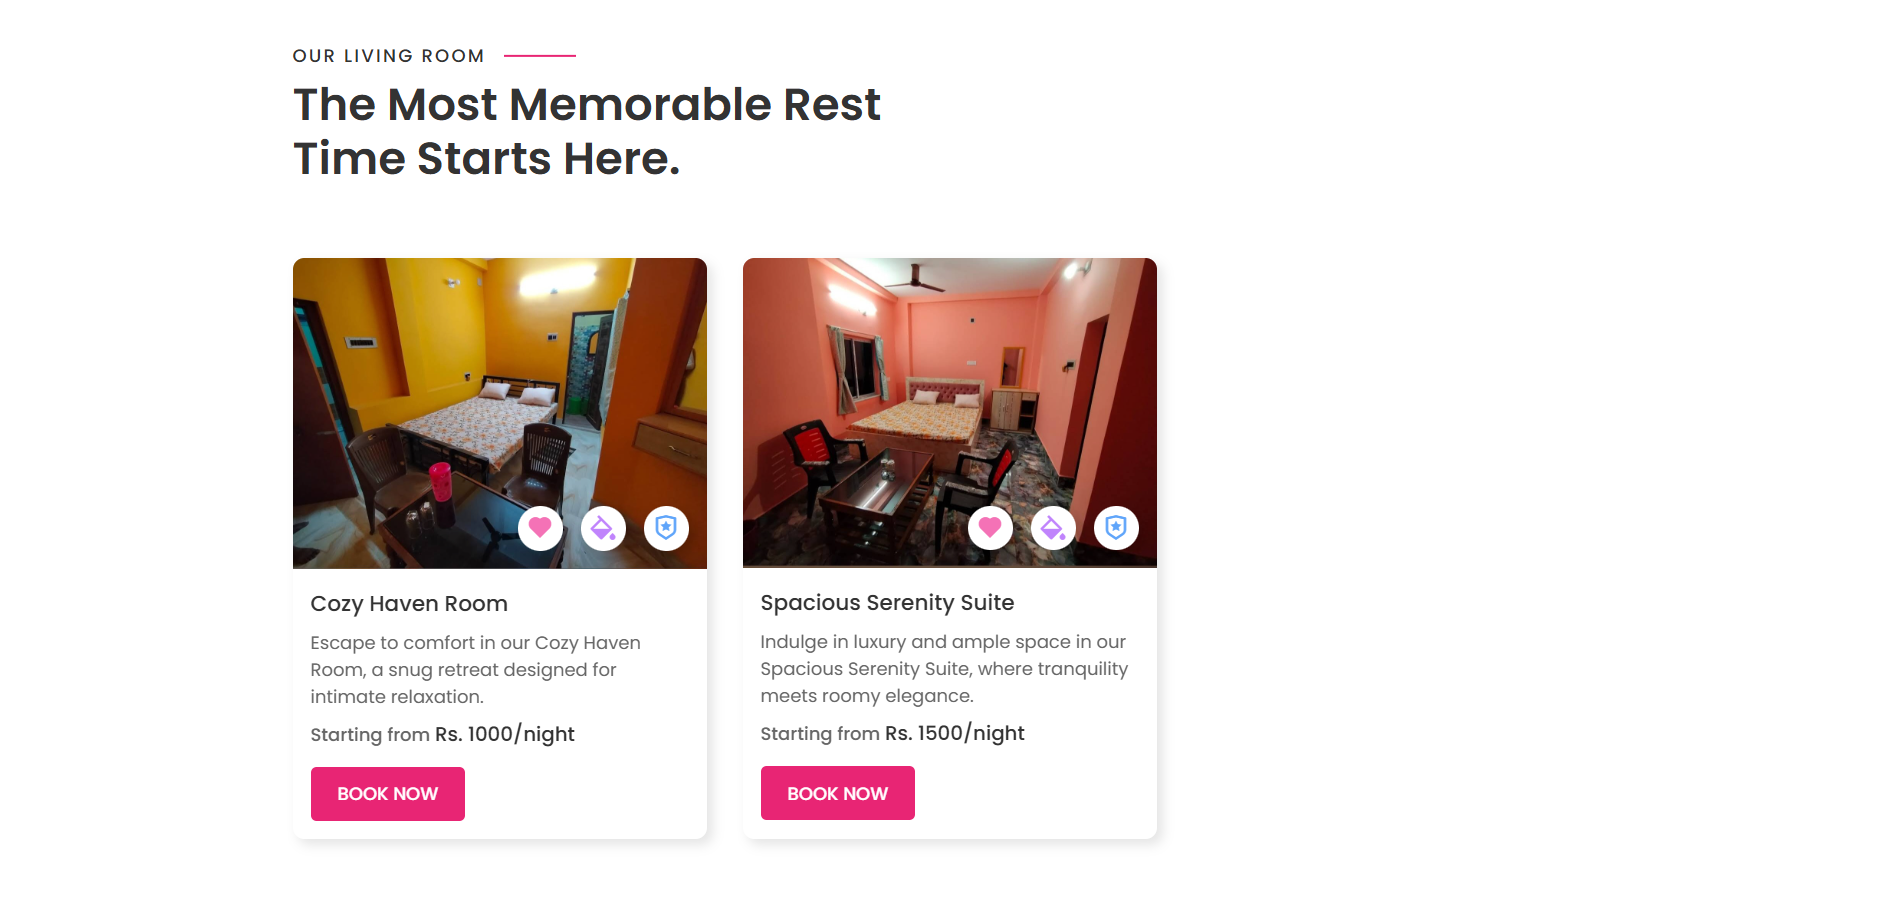 OUR LIVING ROOM
The Most Memorable Rest
Time Starts Here.
Cozy Haven Room
Escape to comfort in our Cozy Haven
Room, a snug retreat designed for
intimate relaxation.
Starting from Rs. 1000/night
BOOK NOW
Spacious Serenity Suite
Indulge in luxury and ample space in our
Spacious Serenity Suite, where tranquility
meets roomy elegance.
Starting from Rs. 1500/night
BOOK NOW